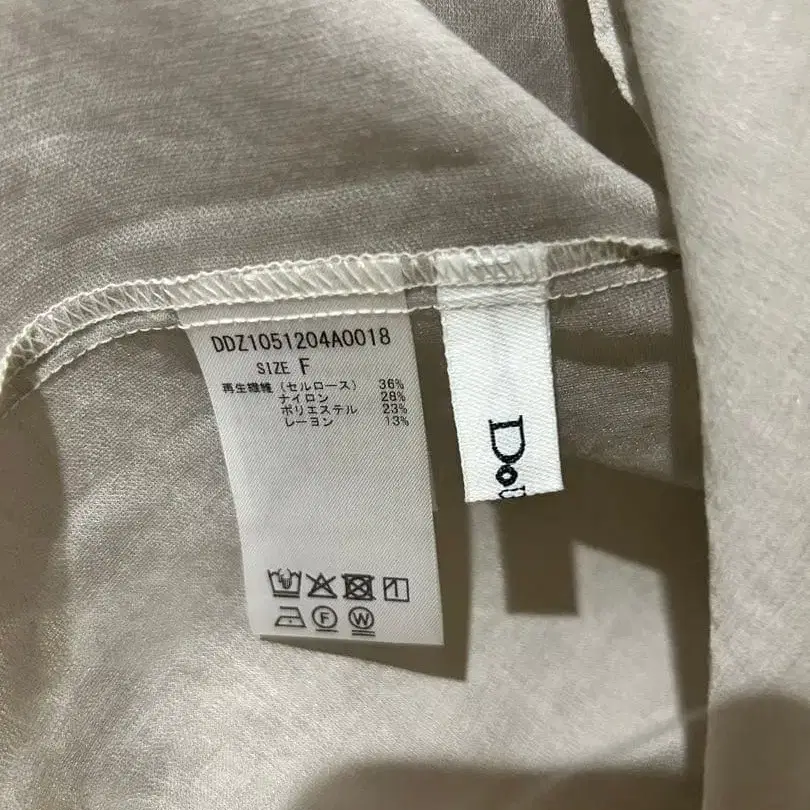 DDZ1051204A0018
SIZE F
再生繊維 (セルロース) 36%
ナイロン 28%
ポリエステル 23%
レーヨン 13%
F W
Do